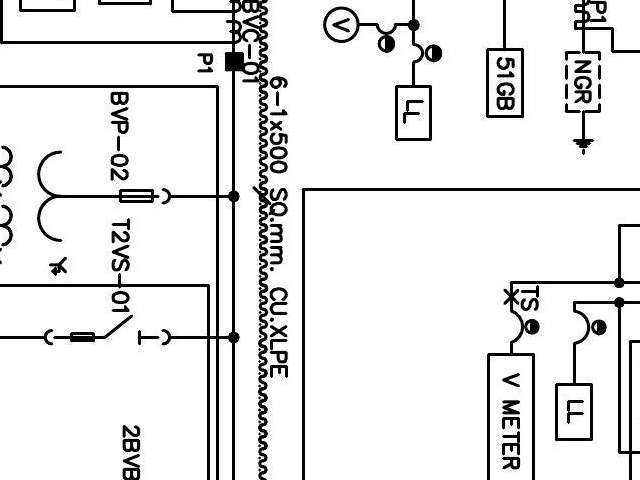 BVC-01
P1
V
P1
51GB
NGR
LL
BVP-02
6-1x500 SQ.mm. CU.XLPE
T2VS-01
TS
V METER
LL
2BVB